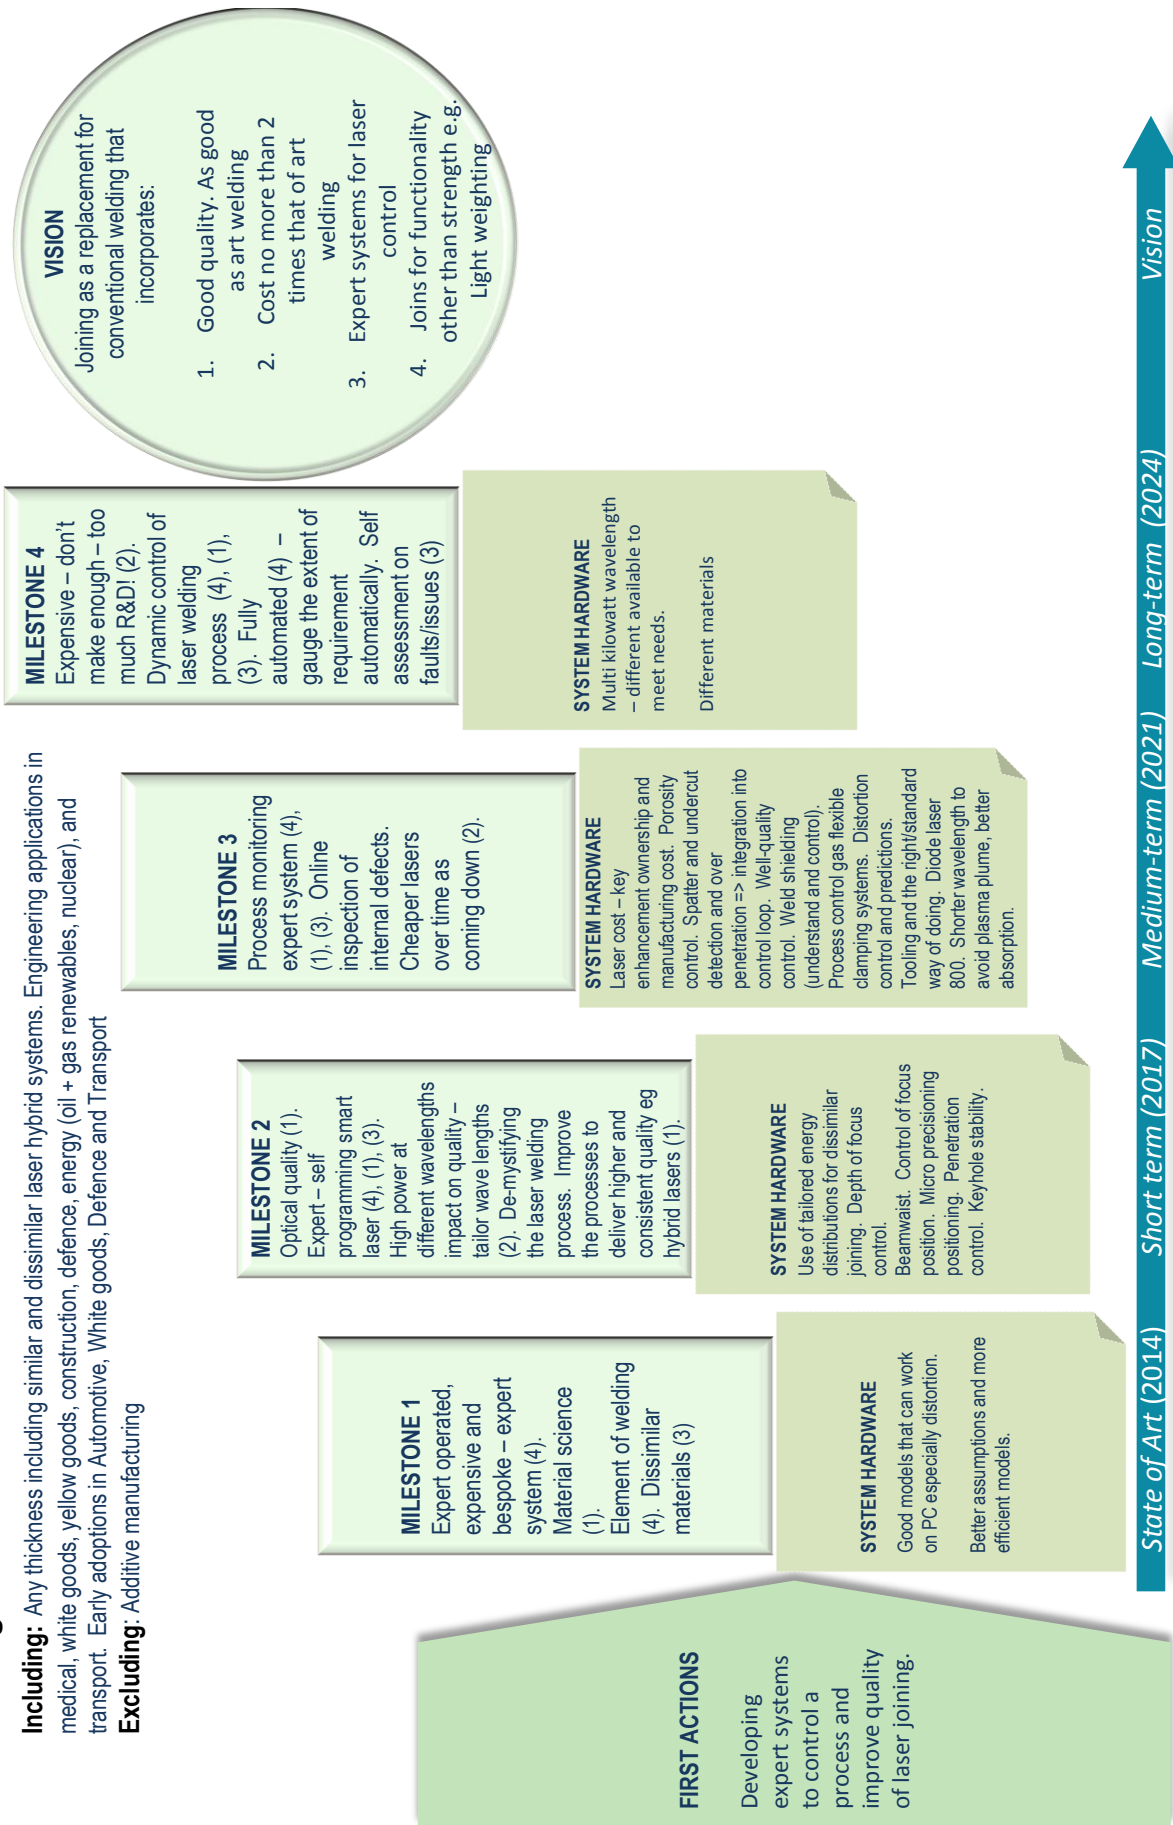 Including: Any thickness including similar and dissimilar laser hybrid systems. Engineering applications in
medical, white goods, yellow goods, construction, defence, energy (oil + gas renewables, nuclear), and
transport. Early adoptions in Automotive, White goods, Defence and Transport
Excluding: Additive manufacturing
FIRST ACTIONS
Developing
expert systems
to control a
process and
improve quality
of laser joining.
MILESTONE 1
Expert operated,
expensive and
bespoke – expert
system (4).
Material science
(1).
Element of welding
(4). Dissimilar
materials (3)
SYSTEM HARDWARE
Good models that can work
on PC especially distortion.
Better assumptions and more
efficient models.
MILESTONE 2
Optical quality (1).
Expert – self
programming smart
laser (4), (1), (3).
High power at
different wavelengths
impact on quality –
tailor wave lengths
(2). De-mystifying
the laser welding
process. Improve
the processes to
deliver higher and
consistent quality eg
hybrid lasers (1).
SYSTEM HARDWARE
Use of tailored energy
distributions for dissimilar
joining. Depth of focus
control.
Beamwaist. Control of focus
position. Micro precisioning
positioning. Penetration
control. Keyhole stability.
MILESTONE 3
Process monitoring
expert system (4),
(1), (3). Online
inspection of
internal defects.
Cheaper lasers
over time as
coming down (2).
SYSTEM HARDWARE
Laser cost – key
enhancement ownership and
manufacturing cost. Porosity
control. Spatter and undercut
detection and over
penetration => integration into
control loop. Well-quality
control. Weld shielding
(understand and control).
Process control gas flexible
clamping systems. Distortion
control and predictions.
Tooling and the right/standard
way of doing. Diode laser
800. Shorter wavelength to
avoid plasma plume, better
absorption.
MILESTONE 4
Expensive – don't
make enough – too
much R&D! (2).
Dynamic control of
laser welding
process (4), (1),
(3). Fully
automated (4) –
gauge the extent of
requirement
automatically. Self
assessment on
faults/issues (3)
SYSTEM HARDWARE
Multi kilowatt wavelength
– different available to
meet needs.
Different materials
VISION
Joining as a replacement for
conventional welding that
incorporates:
1. Good quality. As good
as art welding
2. Cost no more than 2
times that of art
welding
3. Expert systems for laser
control
4. Joins for functionality
other than strength e.g.
Light weighting
State of Art (2014) Short term (2017) Medium-term (2021) Long-term (2024) Vision